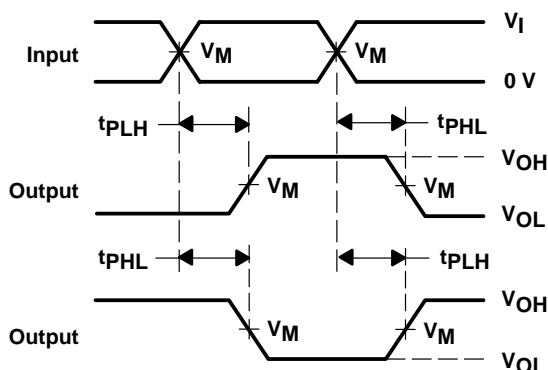 VI
Input VM VM
0 V
tPLH tPHL
VOH
Output VM VM
VOL
tPHL tPLH
VOH
Output VM VM
VOL